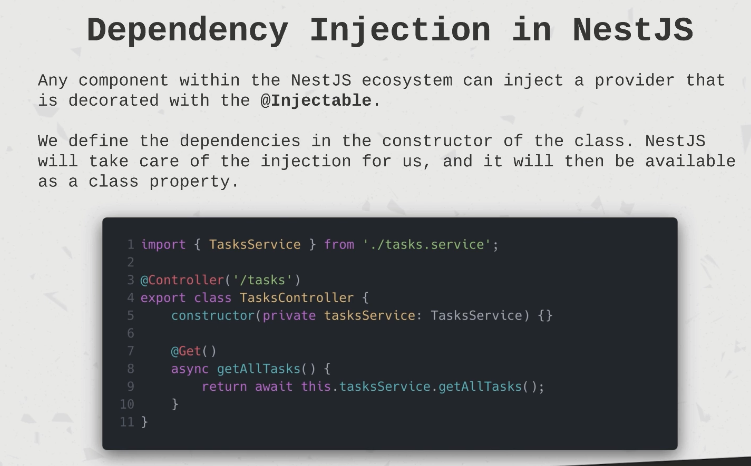 Dependency Injection in NestJS
Any component within the NestJS ecosystem can inject a provider that
is decorated with the @Injectable.
We define the dependencies in the constructor of the class. NestJS
will take care of the injection for us, and it will then be available
as a class property.
1 import { TasksService } from './tasks.service';
2
3 @Controller('/tasks')
4 export class TasksController {
5     constructor(private tasksService: TasksService) {}
6
7     @Get()
8     async getAllTasks() {
9         return await this.tasksService.getAllTasks();
10     }
11 }